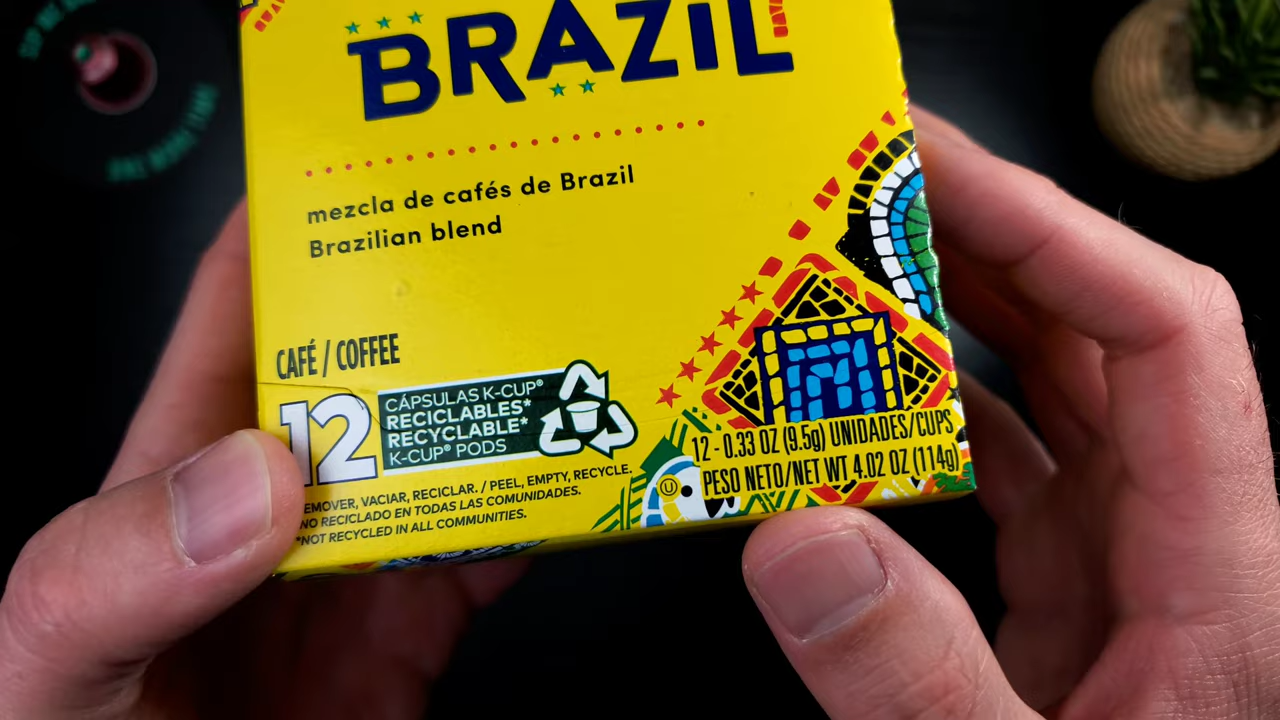 BRAZIL
mezcla de cafés de Brazil
Brazilian blend
CAFÉ / COFFEE
12
CÁPSULAS K-CUP®
RECICLABLES*
RECYCLABLE*
K-CUP® PODS
EMOVER, VACIAR, RECICLAR. / PEEL, EMPTY, RECYCLE.
NO RECICLADO EN TODAS LAS COMUNIDADES.
*NOT RECYCLED IN ALL COMMUNITIES.
12 - 0.33 OZ (9.5g) UNIDADES/CUPS
U PESO NETO/NET WT 4.02 OZ (114g)